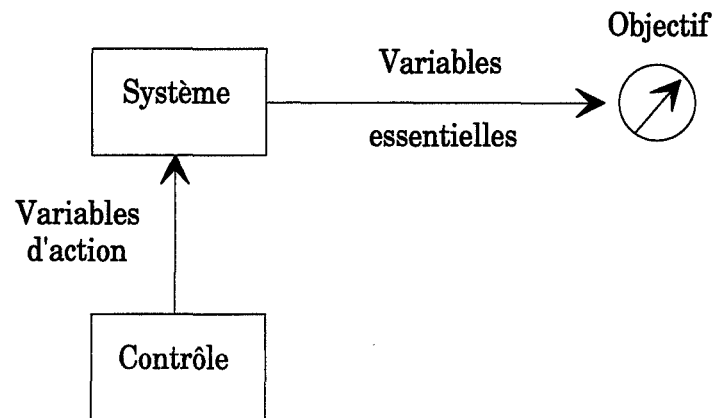 Objectif
Système
Variables
essentielles
Variables
d'action
Contrôle